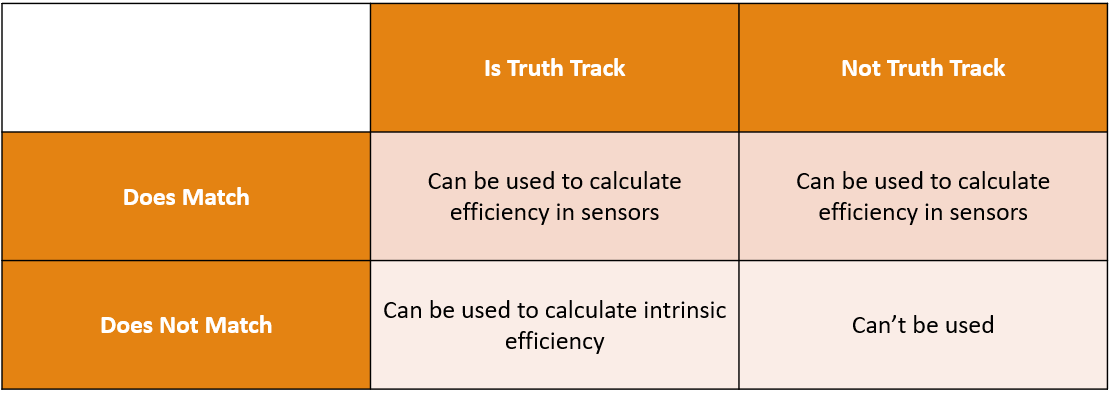 Is Truth Track
Not Truth Track
Does Match
Can be used to calculate
efficiency in sensors
Can be used to calculate
efficiency in sensors
Does Not Match
Can be used to calculate intrinsic
efficiency
Can’t be used